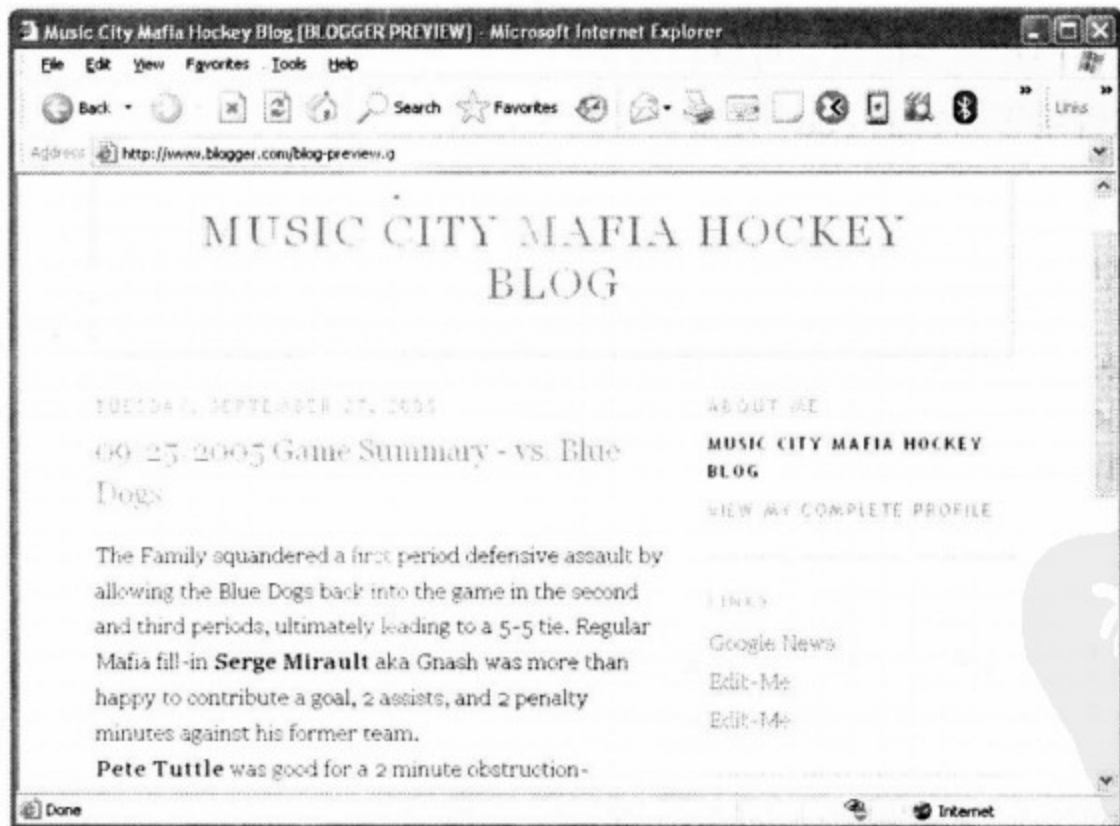 Music City Mafia Hockey Blog [BLOGGER PREVIEW] - Microsoft Internet Explorer
File Edit View Favorites Tools Help
Back Search Favorites Links
Address http://www.blogger.com/blog-preview.g
MUSIC CITY MAFIA HOCKEY
BLOG
TUESDAY, SEPTEMBER 27, 2005
09-25-2005 Game Summary - vs. Blue
Dogs
The Family squandered a first period defensive assault by
allowing the Blue Dogs back into the game in the second
and third periods, ultimately leading to a 5-5 tie. Regular
Mafia fill-in Serge Mirault aka Gnash was more than
happy to contribute a goal, 2 assists, and 2 penalty
minutes against his former team.
Pete Tuttle was good for a 2 minute obstruction-
ABOUT ME
MUSIC CITY MAFIA HOCKEY
BLOG
VIEW MY COMPLETE PROFILE
LINKS
Google News
Edit-Me
Edit-Me
Done Internet